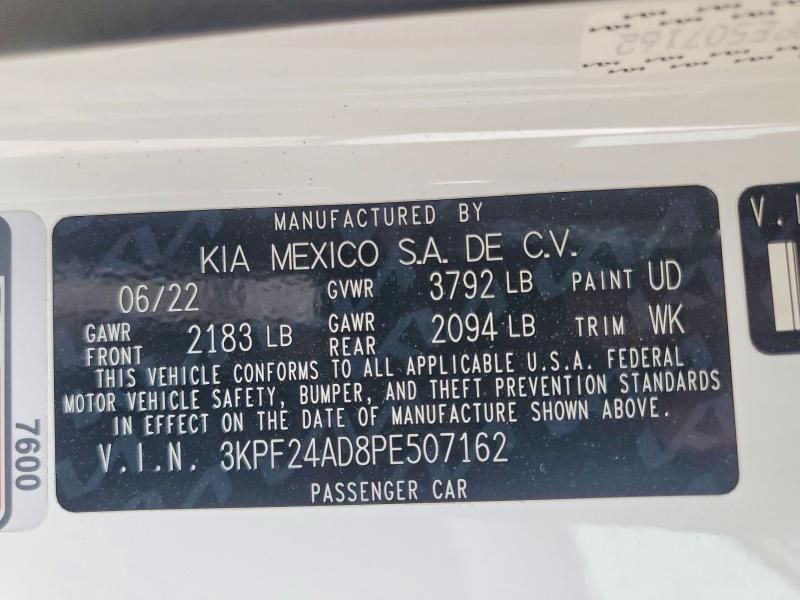 PE507162
MANUFACTURED BY
KIA MEXICO S.A. DE C.V.
06/22 GVWR 3792 LB PAINT UD
GAWR FRONT 2183 LB GAWR REAR 2094 LB TRIM WK
THIS VEHICLE CONFORMS TO ALL APPLICABLE U.S.A. FEDERAL
MOTOR VEHICLE SAFETY, BUMPER, AND THEFT PREVENTION STANDARDS
IN EFFECT ON THE DATE OF MANUFACTURE SHOWN ABOVE.
V.I.N. 3KPF24AD8PE507162
PASSENGER CAR
7600
V.I